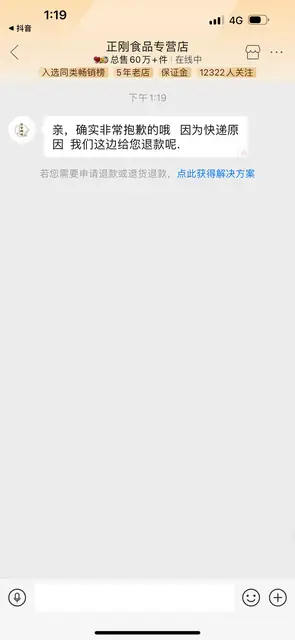 1:19
4G
◀ 抖音
正刚食品专营店
总售60万+件 | 在线中
入选同类畅销榜 5年老店 保证金 12322人关注
下午1:19
亲，确实非常抱歉的哦 因为快递原
因 我们这边给您退款呢.
若您需要申请退款或退货退款，点此获得解决方案